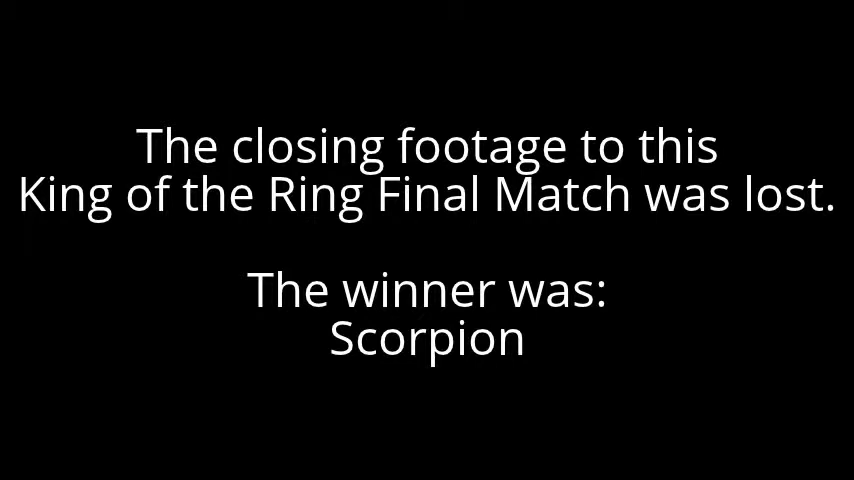 The closing footage to this
King of the Ring Final Match was lost.
The winner was:
Scorpion